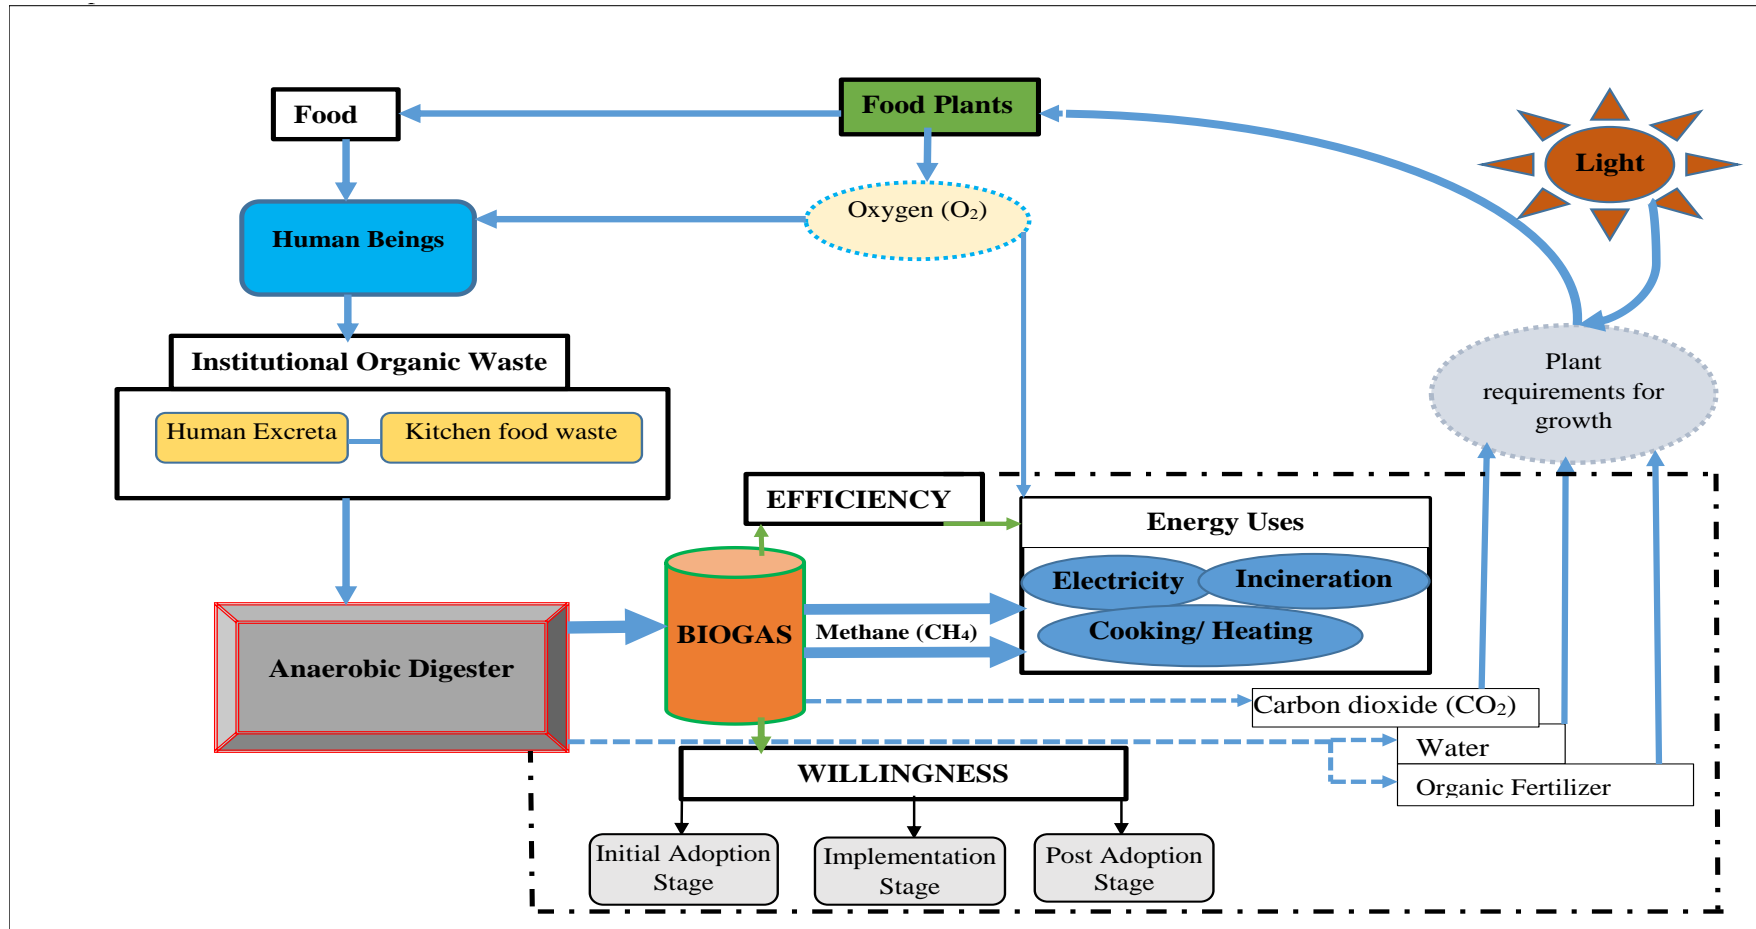 Food Plants
Food
Light
Oxygen (O₂)
Human Beings
Institutional Organic Waste
Plant
requirements for
growth
Human Excreta
Kitchen food waste
EFFICIENCY
Energy Uses
Electricity
Incineration
Cooking/ Heating
BIOGAS
Methane (CH₄)
Anaerobic Digester
Carbon dioxide (CO₂)
Water
Organic Fertilizer
WILLINGNESS
Initial Adoption
Stage
Implementation
Stage
Post Adoption
Stage